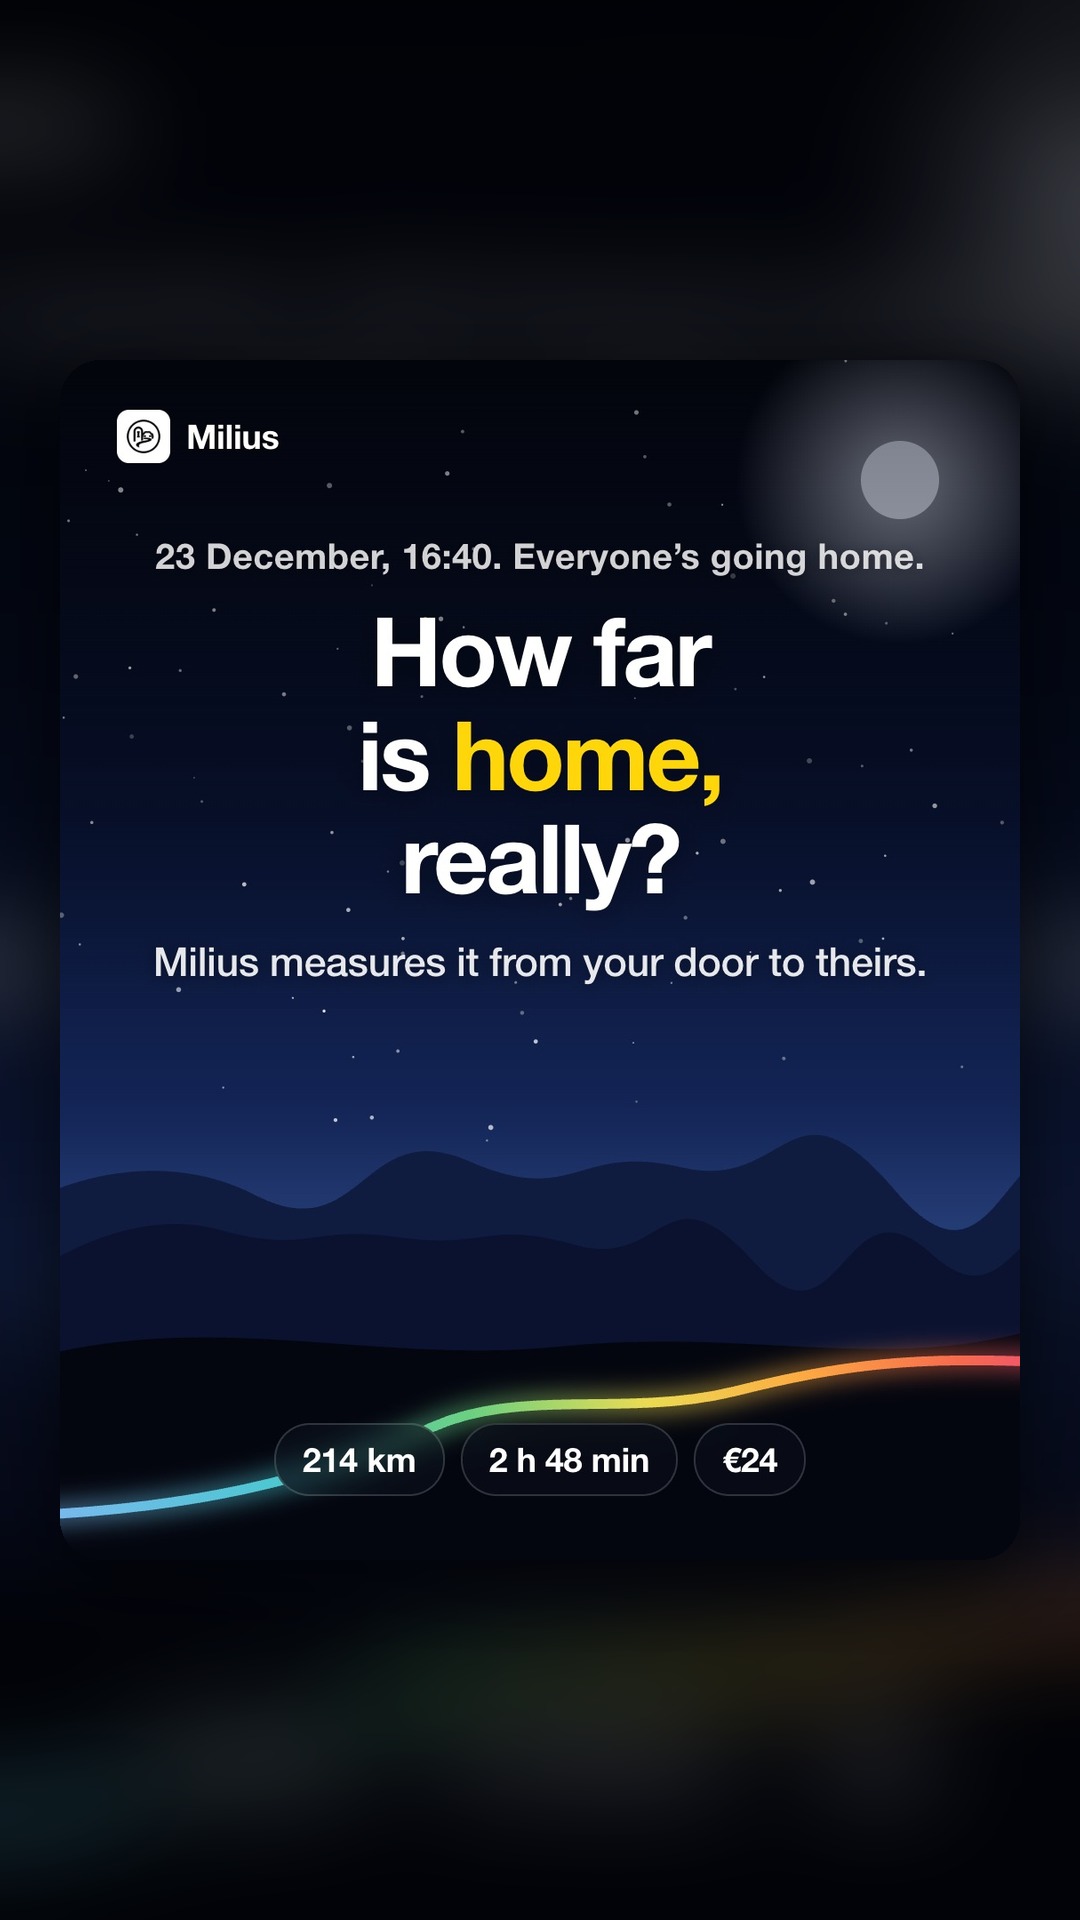 Milius
23 December, 16:40. Everyone’s going home.
How far
is home,
really?
Milius measures it from your door to theirs.
214 km
2 h 48 min
€24